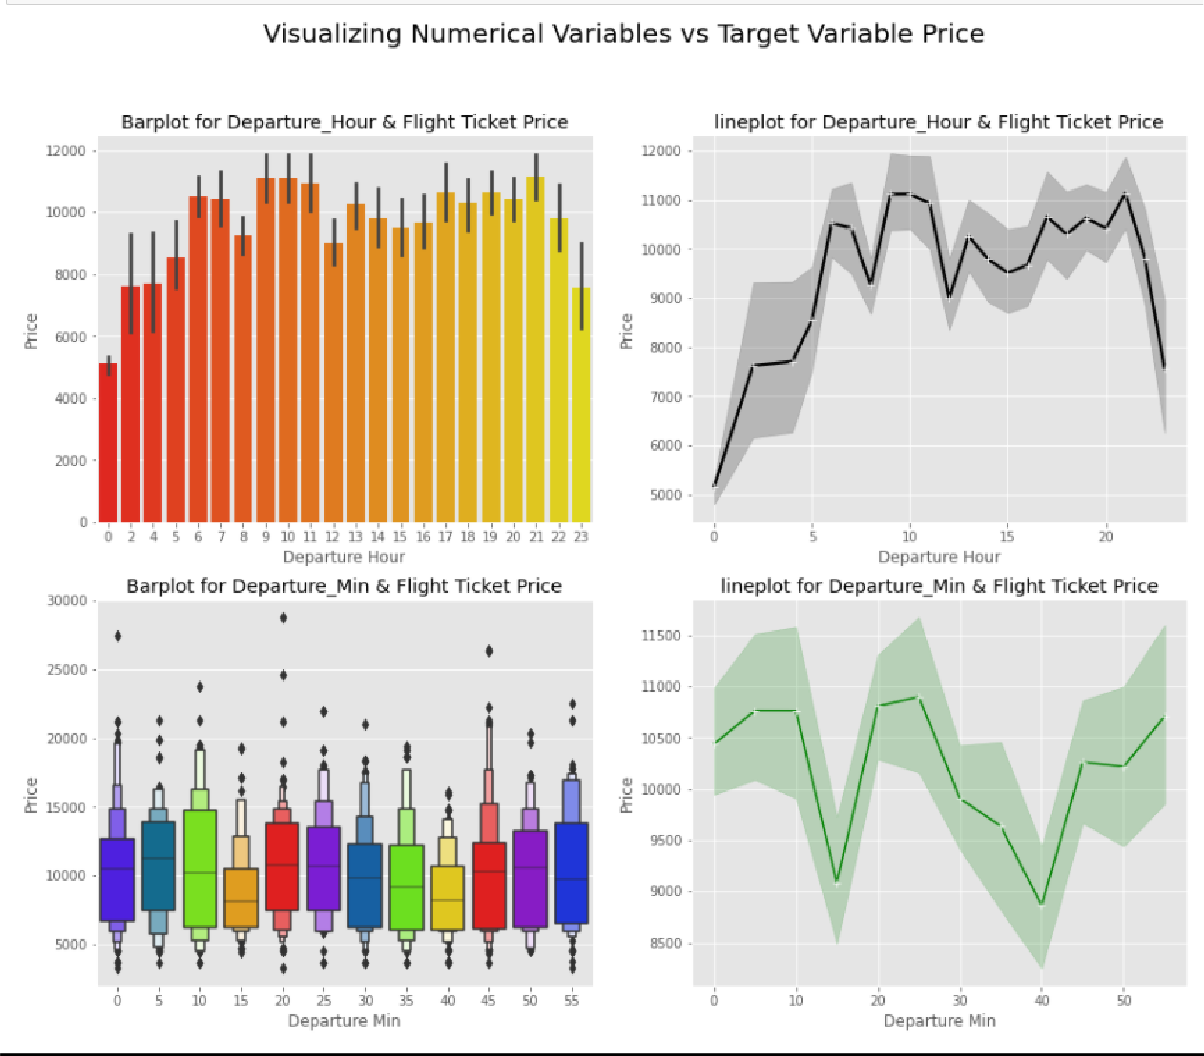 Visualizing Numerical Variables vs Target Variable Price
Barplot for Departure_Hour & Flight Ticket Price
12000
10000
8000
6000
4000
2000
0
Price
0 2 4 5 6 7 8 9 10 11 12 13 14 15 16 17 18 19 20 21 22 23
Departure Hour
lineplot for Departure_Hour & Flight Ticket Price
12000
11000
10000
9000
8000
7000
6000
5000
Price
0 5 10 15 20
Departure Hour
Barplot for Departure_Min & Flight Ticket Price
30000
25000
20000
15000
10000
5000
Price
0 5 10 15 20 25 30 35 40 45 50 55
Departure Min
lineplot for Departure_Min & Flight Ticket Price
11500
11000
10500
10000
9500
9000
8500
Price
0 10 20 30 40 50
Departure Min